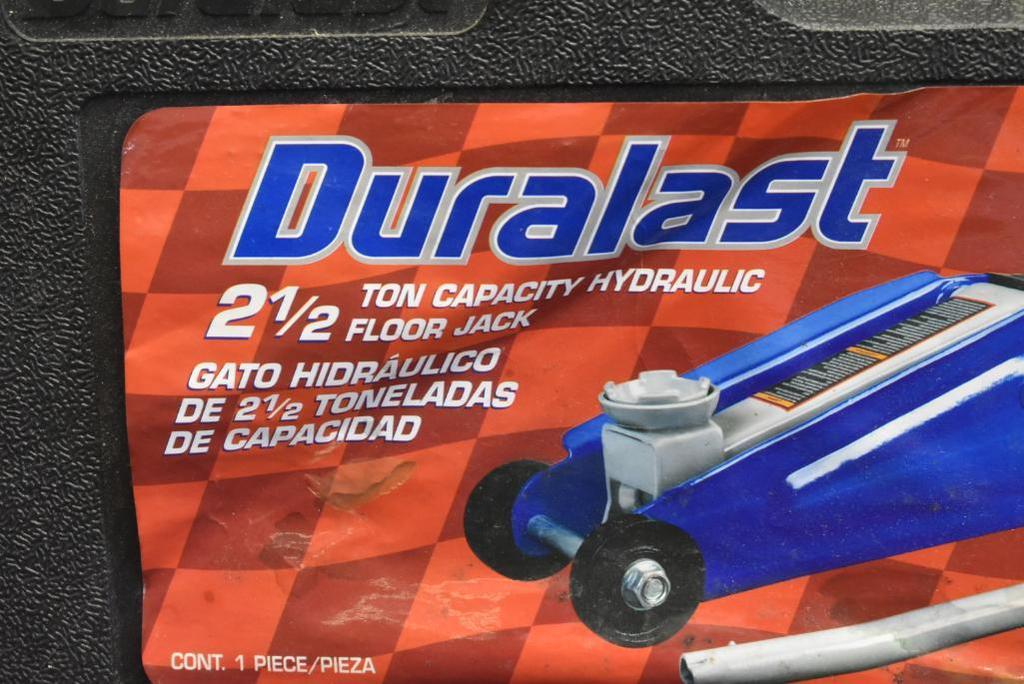 Duralast™
2½ TON CAPACITY HYDRAULIC
FLOOR JACK
GATO HIDRÁULICO
DE 2½ TONELADAS
DE CAPACIDAD
CONT. 1 PIECE/PIEZA